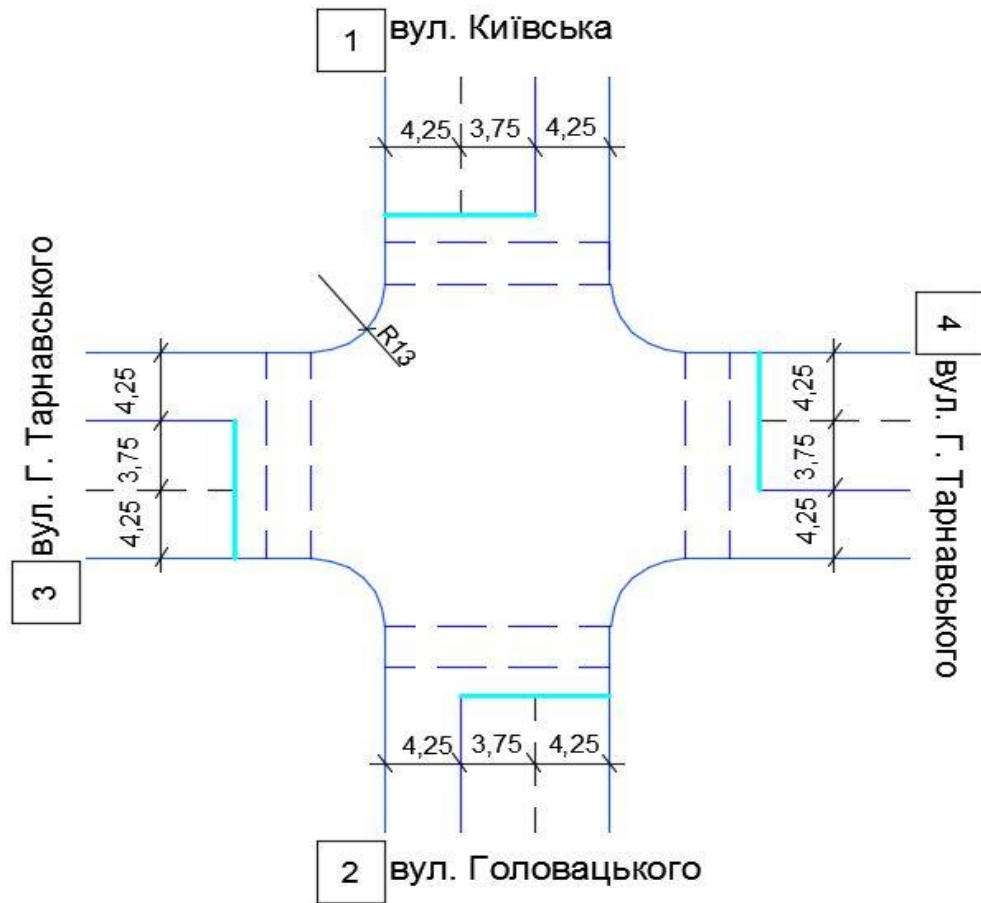 1
вул. Київська
4,25 3,75 4,25
R13
вул. Г. Тарнавського
3
4,25
3,75
4,25
4
вул. Г. Тарнавського
4,25
3,75
4,25
4,25 3,75 4,25
2
вул. Головацького